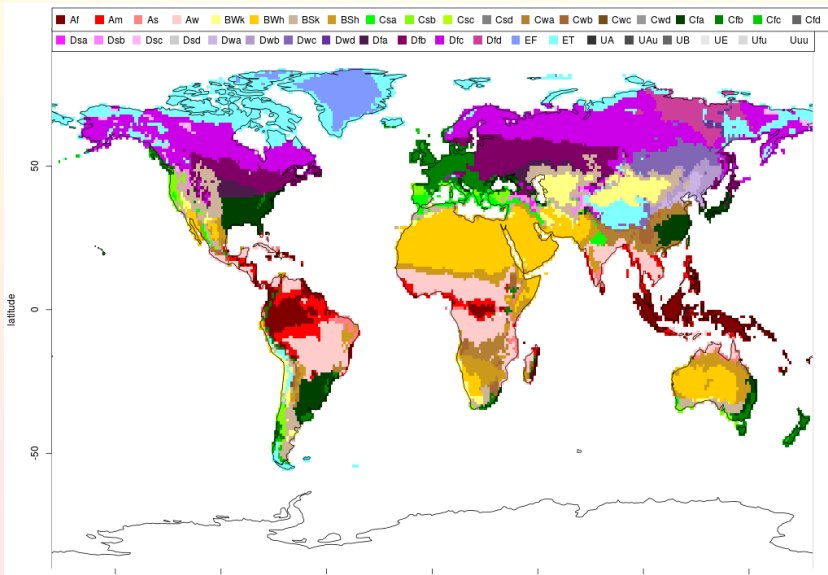 Af Am As Aw BWk BWh BSk BSh Csa Csb Csc Csd Cwa Cwb Cwc Cwd Cfa Cfb Cfc Cfd
Dsa Dsb Dsc Dsd Dwa Dwb Dwc Dwd Dfa Dfb Dfc Dfd EF ET UA UAu UB UE Ufu Uuu
50
0
-50
latitude